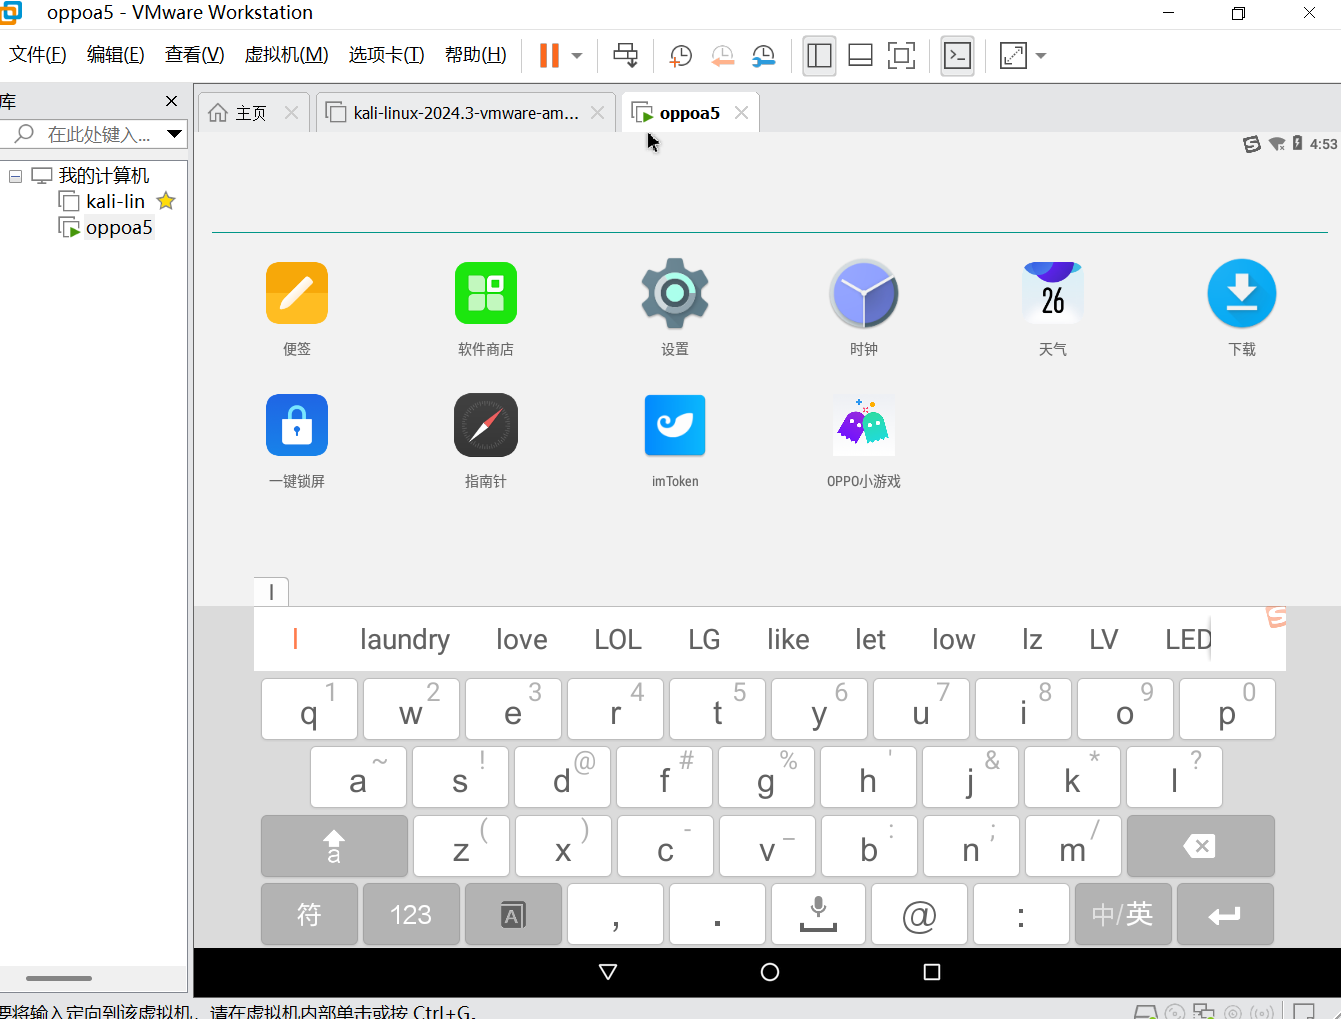 oppoa5 - VMware Workstation
文件(F) 编辑(E) 查看(V) 虚拟机(M) 选项卡(T) 帮助(H)
库
主页 kali-linux-2024.3-vmware-am... oppoa5
在此处键入...
4:53
我的计算机
kali-lin
oppoa5
26
便签 软件商店 设置 时钟 天气 下载
一键锁屏 指南针 imToken OPPO小游戏
l
l laundry love LOL LG like let low lz LV LED
1 2 3 4 5 6 7 8 9 0
q w e r t y u i o p
~ ! @ # % ' & * ?
a s d f g h j k l
( ) - _ : ; /
a z x c v b n m
符 123 A , . @ : 中/英
要将输入定向到该虚拟机，请在虚拟机内部单击或按 Ctrl+G。